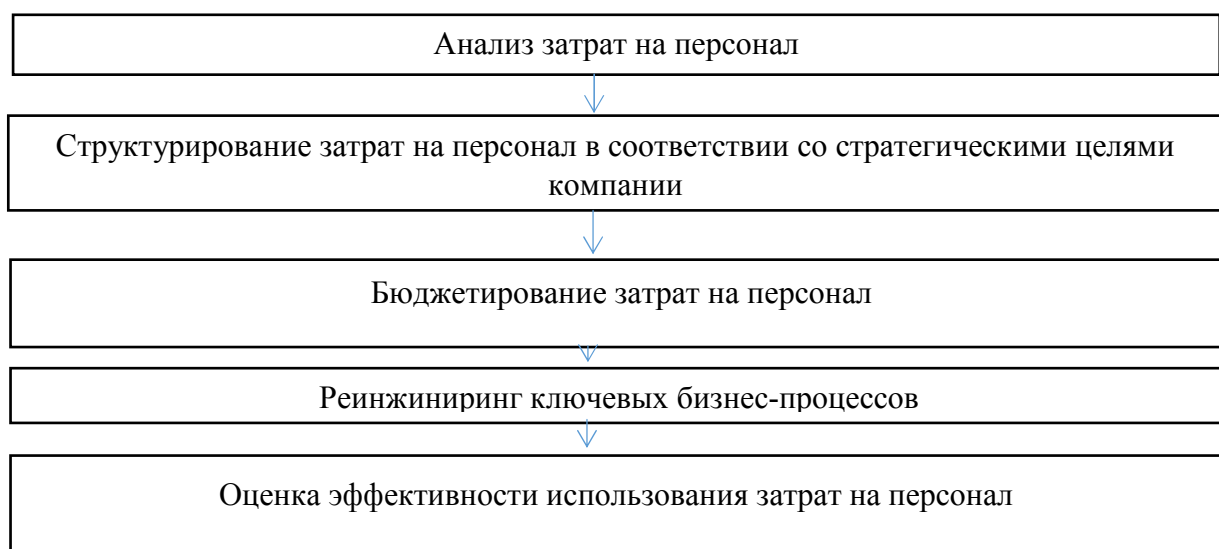 Анализ затрат на персонал
Структурирование затрат на персонал в соответствии со стратегическими целями
компании
Бюджетирование затрат на персонал
Реинжиниринг ключевых бизнес-процессов
Оценка эффективности использования затрат на персонал